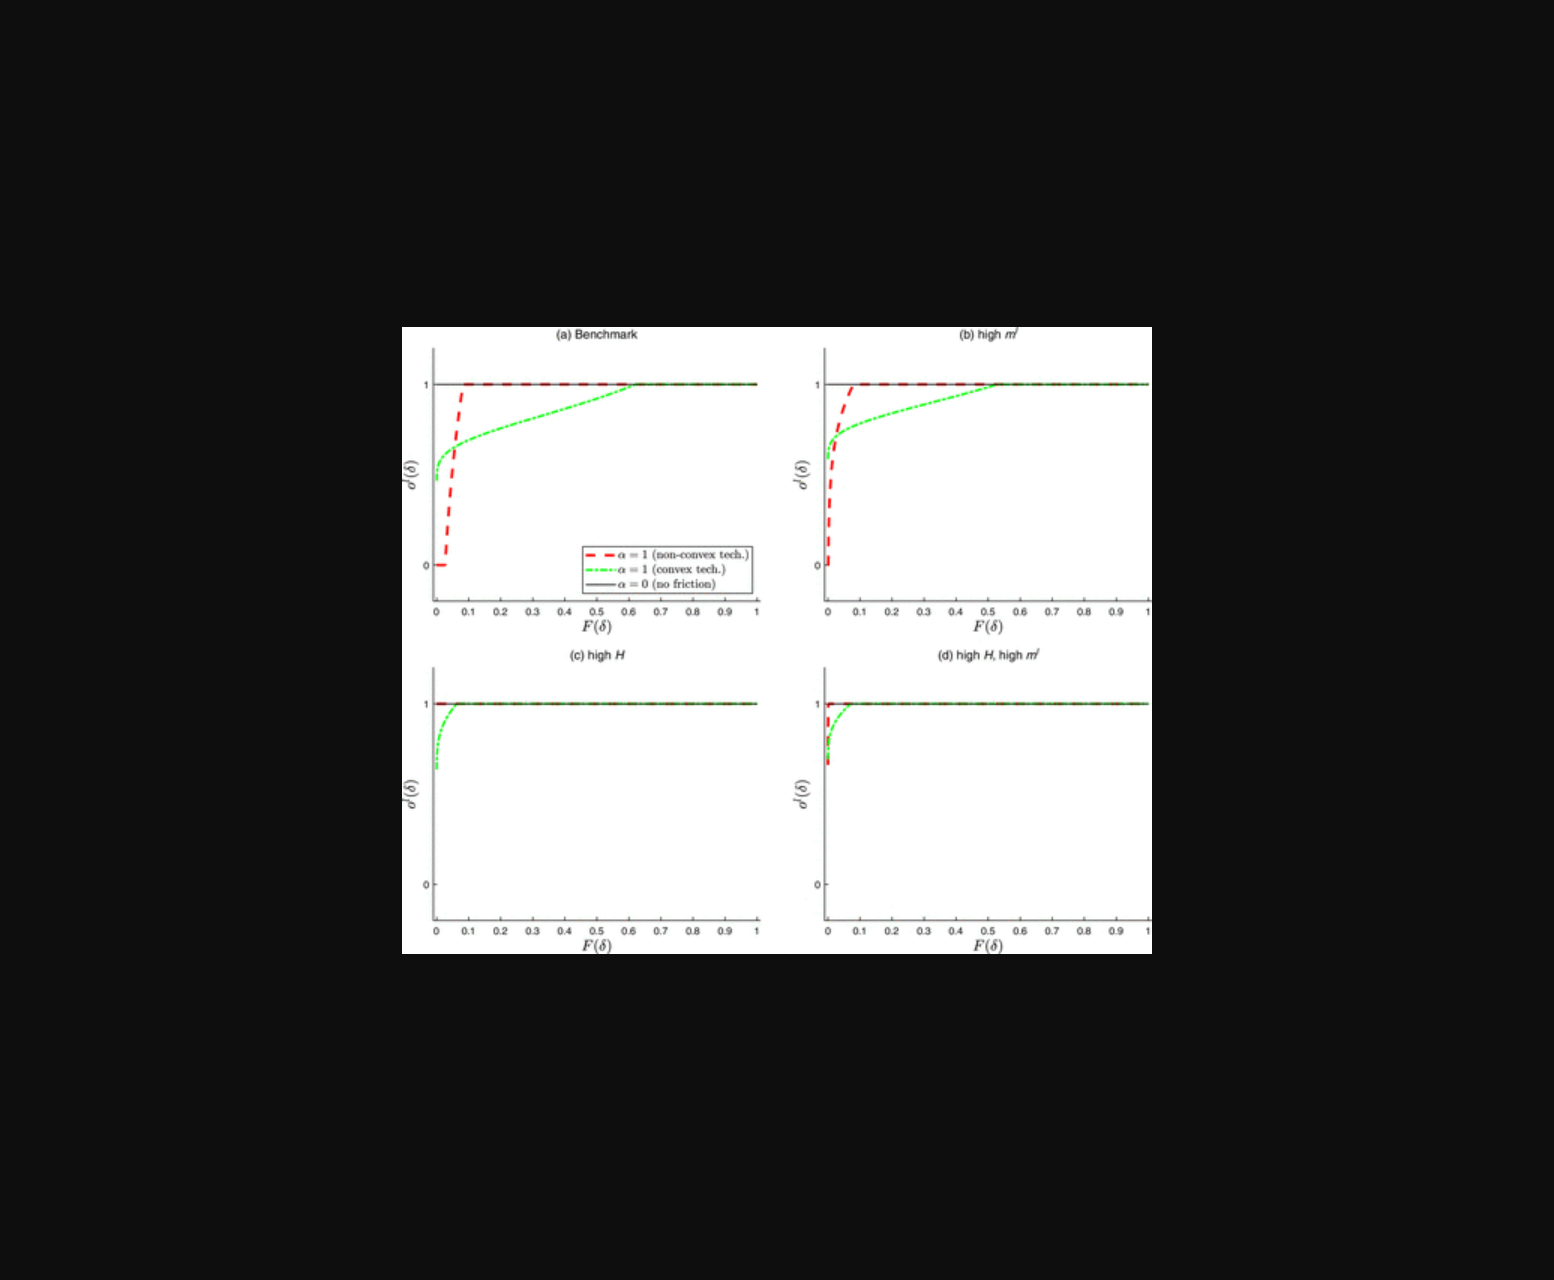 (a) Benchmark
1
σ^l(δ)
0
α = 1 (non-convex tech.)
α = 1 (convex tech.)
α = 0 (no friction)
0 0.1 0.2 0.3 0.4 0.5 0.6 0.7 0.8 0.9 1
F(δ)
(b) high m^l
1
σ^l(δ)
0
0 0.1 0.2 0.3 0.4 0.5 0.6 0.7 0.8 0.9 1
F(δ)
(c) high H
1
σ^l(δ)
0
0 0.1 0.2 0.3 0.4 0.5 0.6 0.7 0.8 0.9 1
F(δ)
(d) high H, high m^l
1
σ^l(δ)
0
0 0.1 0.2 0.3 0.4 0.5 0.6 0.7 0.8 0.9 1
F(δ)